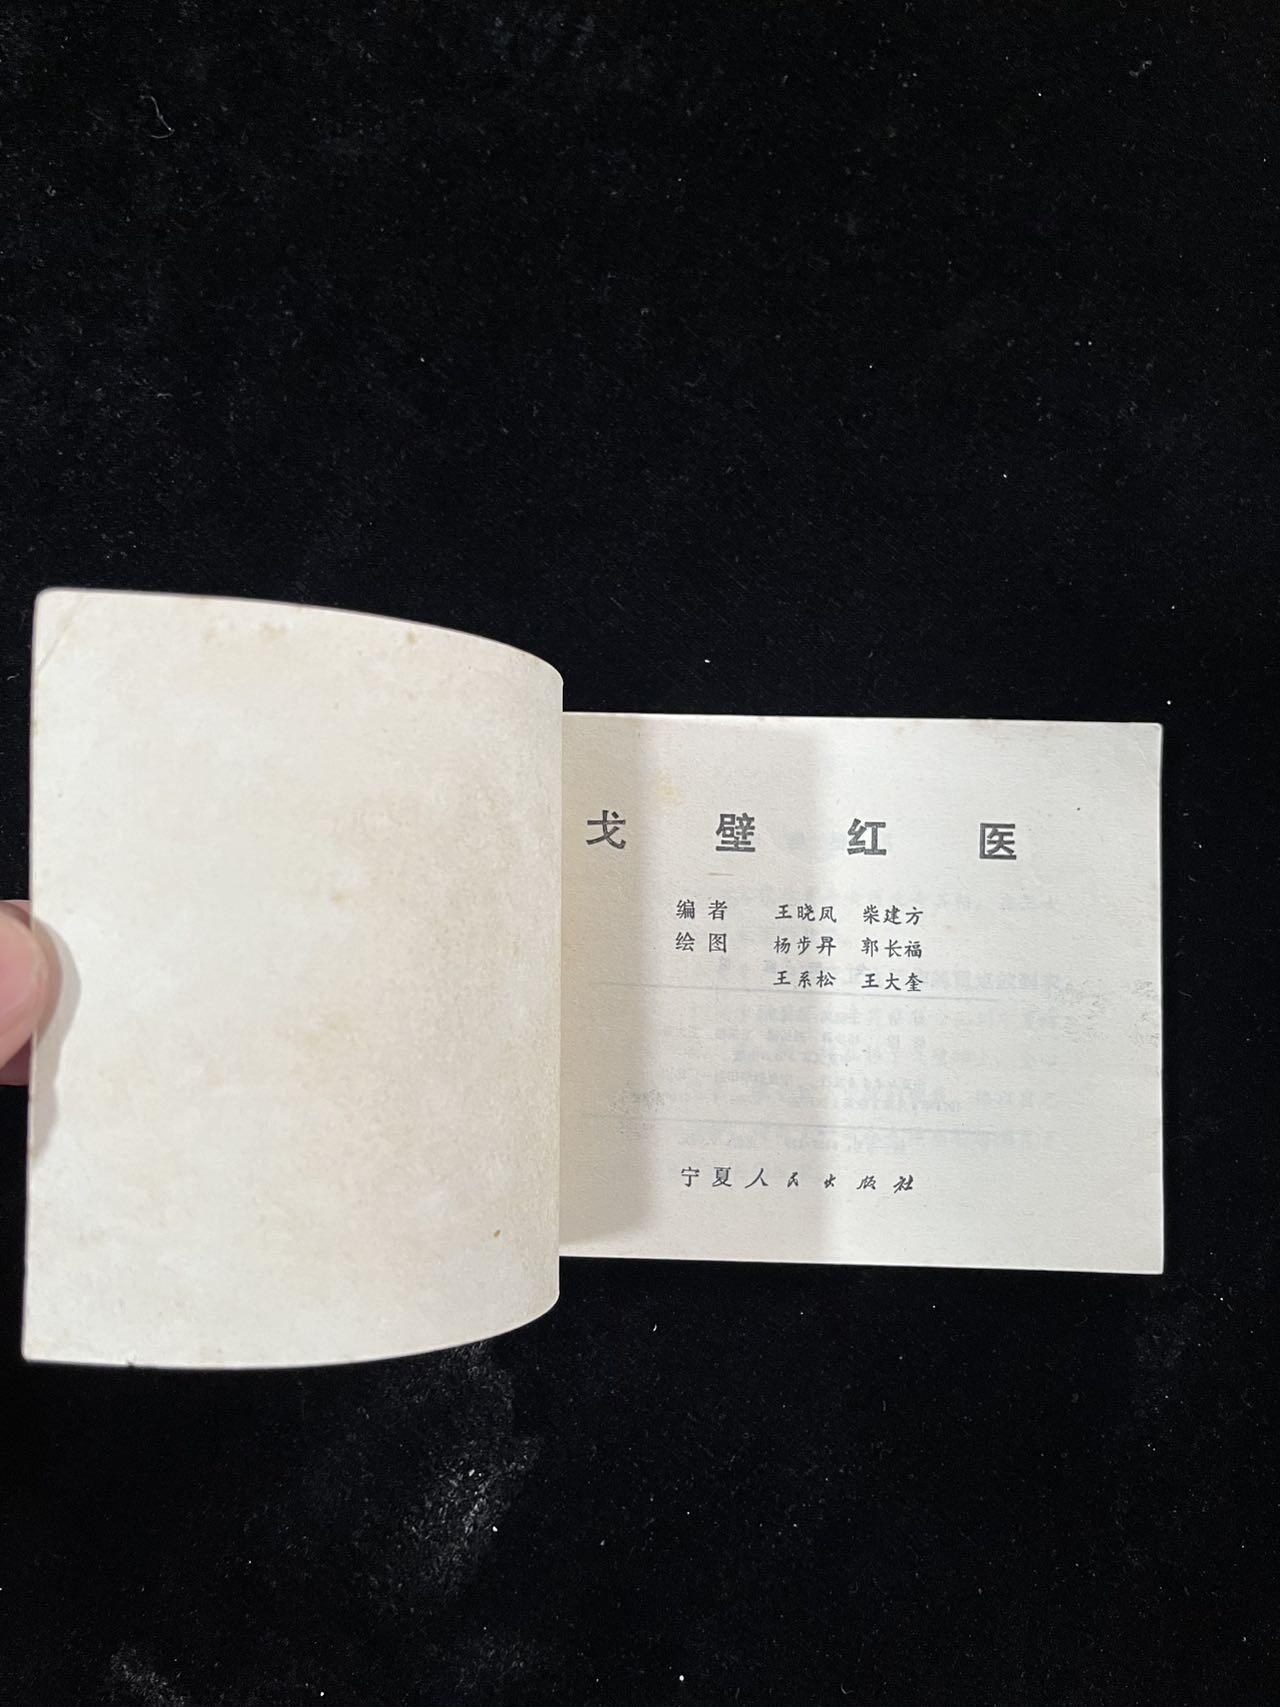 戈壁红医
编者 王晓凤 柴建方
绘图 杨步昇 郭长福
王系松 王大奎
宁夏人民出版社